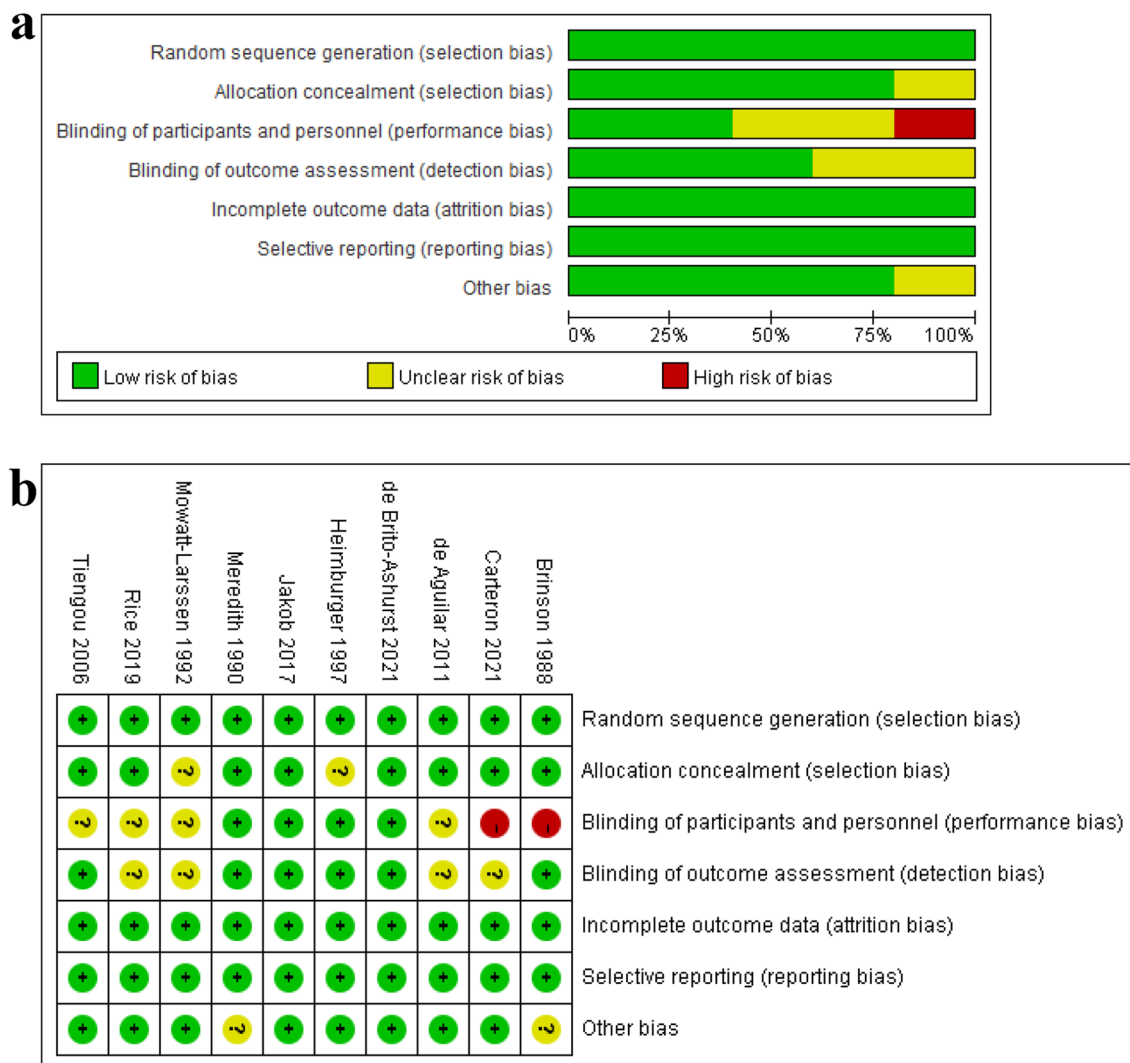 a
Random sequence generation (selection bias)
Allocation concealment (selection bias)
Blinding of participants and personnel (performance bias)
Blinding of outcome assessment (detection bias)
Incomplete outcome data (attrition bias)
Selective reporting (reporting bias)
Other bias
0% 25% 50% 75% 100%
Low risk of bias Unclear risk of bias High risk of bias
b
Tiengou 2006
Rice 2019
Mowatt-Larssen 1992
Meredith 1990
Jakob 2017
Heimburger 1997
de Brito-Ashurst 2021
de Aguilar 2011
Carteron 2021
Brinson 1988
+ + + + + + + + + + Random sequence generation (selection bias)
+ + ? + + ? + + + + Allocation concealment (selection bias)
? ? ? + + + + ? - - Blinding of participants and personnel (performance bias)
+ ? ? + + + + ? ? + Blinding of outcome assessment (detection bias)
+ + + + + + + + + + Incomplete outcome data (attrition bias)
+ + + + + + + + + + Selective reporting (reporting bias)
+ + + ? + + + + + ? Other bias